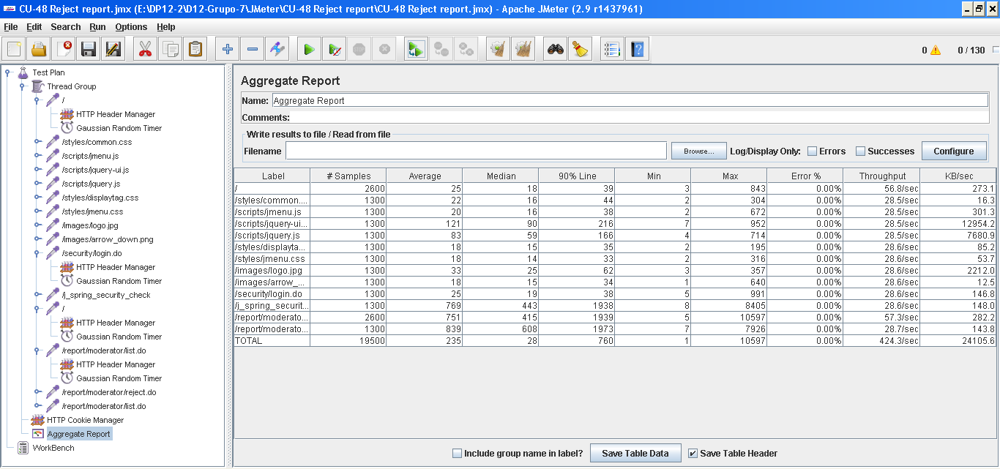 CU-48 Reject report.jmx (E:\DP12-2\D12-Grupo-7\JMeter\CU-48 Reject report\CU-48 Reject report.jmx) - Apache JMeter (2.9 r1437961)
File Edit Search Run Options Help
0 0 / 130
Test Plan
Thread Group
/
HTTP Header Manager
Gaussian Random Timer
/styles/common.css
/scripts/jmenu.js
/scripts/jquery-ui.js
/scripts/jquery.js
/styles/displaytag.css
/styles/jmenu.css
/images/logo.jpg
/images/arrow_down.png
/security/login.do
HTTP Header Manager
Gaussian Random Timer
/j_spring_security_check
/
HTTP Header Manager
Gaussian Random Timer
/report/moderator/list.do
HTTP Header Manager
Gaussian Random Timer
/report/moderator/reject.do
/report/moderator/list.do
HTTP Cookie Manager
Aggregate Report
WorkBench
Aggregate Report
Name: Aggregate Report
Comments:
Write results to file / Read from file
Filename Browse... Log/Display Only: Errors Successes Configure
Label # Samples Average Median 90% Line Min Max Error % Throughput KB/sec
/ 2600 25 18 39 3 843 0.00% 56.8/sec 273.1
/styles/common.... 1300 22 16 44 2 304 0.00% 28.5/sec 16.3
/scripts/jmenu.js 1300 20 16 38 2 672 0.00% 28.5/sec 301.3
/scripts/jquery-ui... 1300 121 90 216 7 952 0.00% 28.5/sec 12954.2
/scripts/jquery.js 1300 83 59 166 4 714 0.00% 28.5/sec 7680.9
/styles/displayta... 1300 18 15 35 2 195 0.00% 28.6/sec 85.2
/styles/jmenu.css 1300 18 14 33 2 316 0.00% 28.6/sec 53.7
/images/logo.jpg 1300 33 25 62 3 357 0.00% 28.6/sec 2212.0
/images/arrow_... 1300 18 15 34 1 640 0.00% 28.6/sec 12.5
/security/login.do 1300 25 19 38 5 991 0.00% 28.6/sec 146.8
/j_spring_securit... 1300 769 443 1938 8 8405 0.00% 28.6/sec 148.0
/report/moderato... 2600 751 415 1939 5 10597 0.00% 57.3/sec 282.2
/report/moderato... 1300 839 608 1973 7 7926 0.00% 28.7/sec 143.8
TOTAL 19500 235 28 760 1 10597 0.00% 424.3/sec 24105.6
Include group name in label? Save Table Data Save Table Header